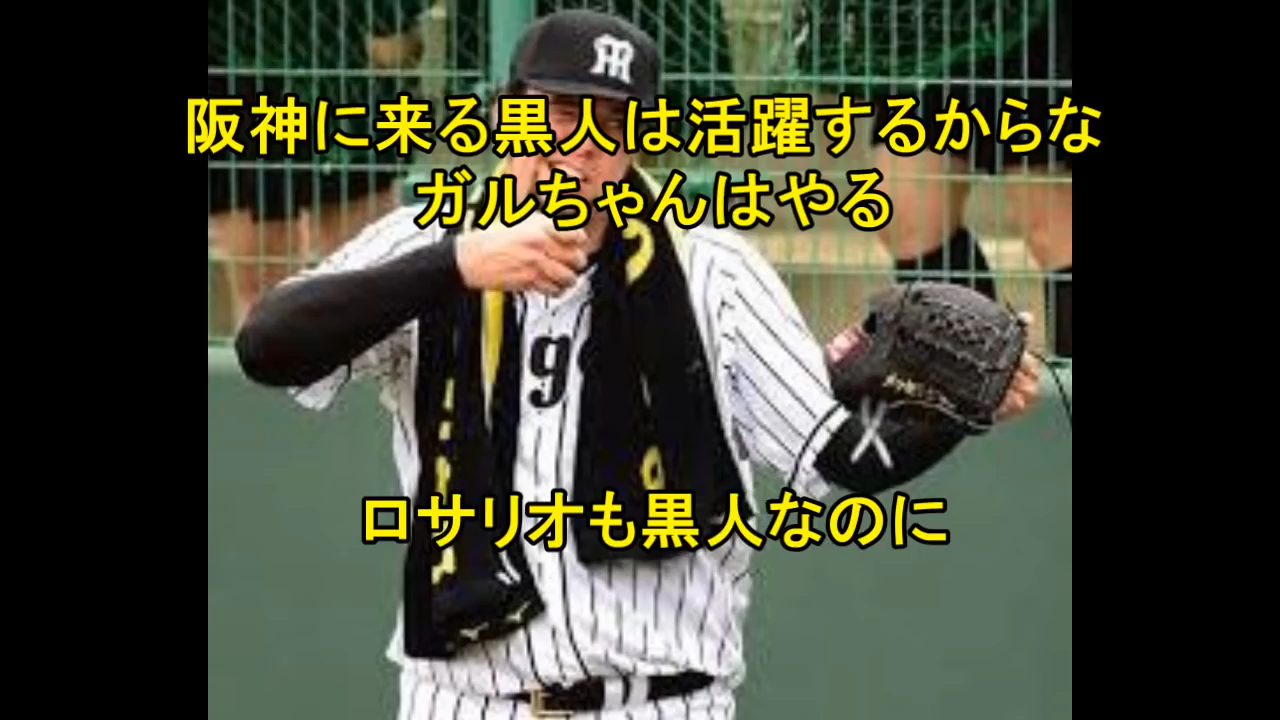 阪神に来る黒人は活躍するからな
ガルちゃんはやる
ロサリオも黒人なのに